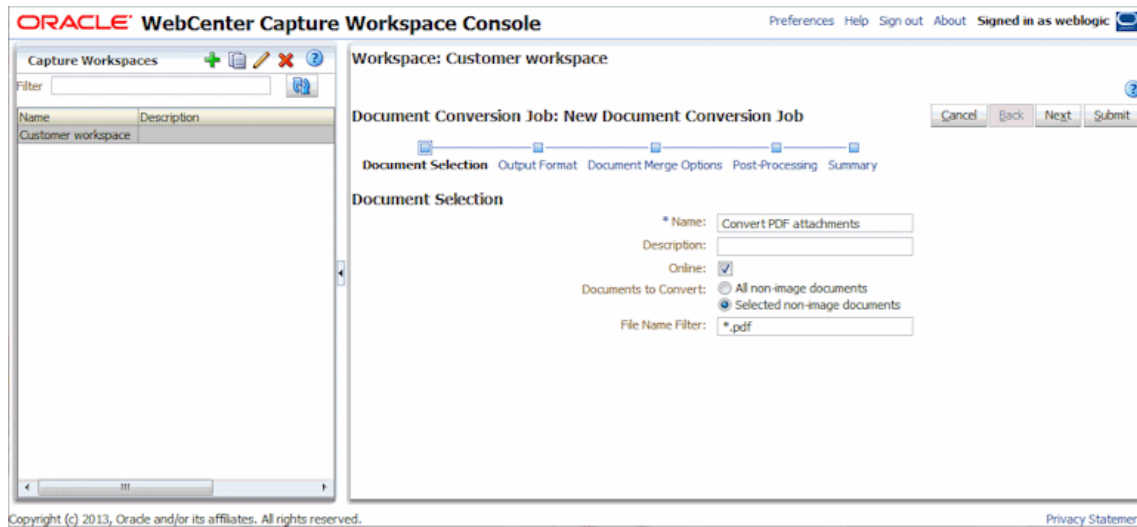 ORACLE® WebCenter Capture Workspace Console
Preferences Help Sign out About Signed in as weblogic
Capture Workspaces
Filter
Name Description
Customer workspace
Workspace: Customer workspace
Document Conversion Job: New Document Conversion Job
Cancel Back Next Submit
Document Selection Output Format Document Merge Options Post-Processing Summary
Document Selection
* Name: Convert PDF attachments
Description:
Online:
Documents to Convert: All non-image documents
Selected non-image documents
File Name Filter: *.pdf
Copyright (c) 2013, Oracle and/or its affiliates. All rights reserved.
Privacy Statemen